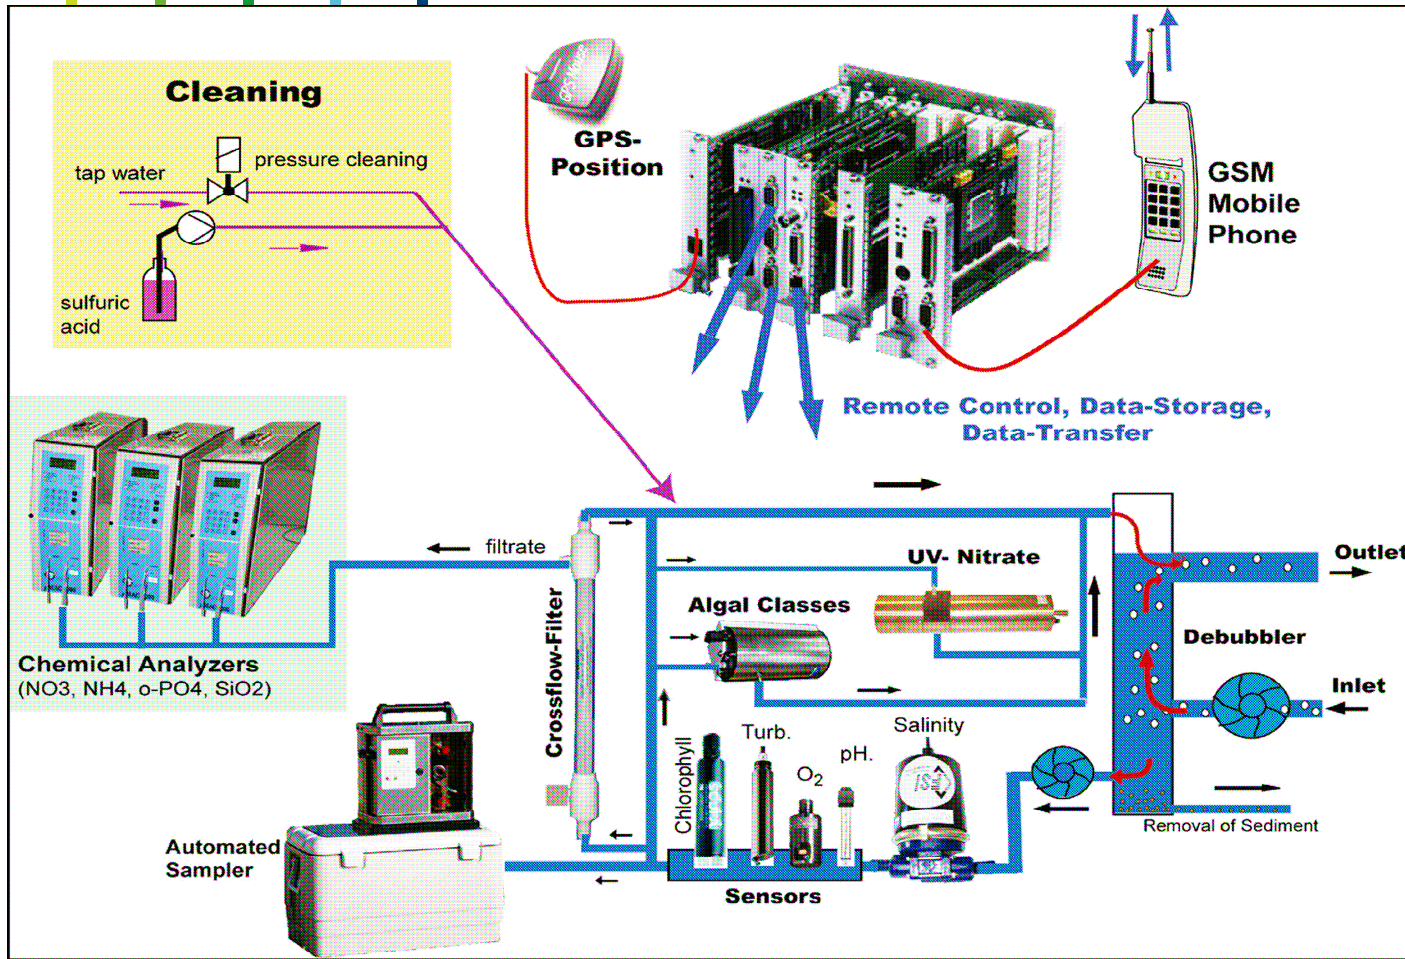 Cleaning
pressure cleaning
tap water
sulfuric
acid
GPS-
Position
GSM
Mobile
Phone
Remote Control, Data-Storage,
Data-Transfer
filtrate
Chemical Analyzers
(NO3, NH4, o-PO4, SiO2)
Crossflow-Filter
UV- Nitrate
Algal Classes
Outlet
Debubbler
Inlet
Removal of Sediment
Chlorophyll
Turb.
O2
pH.
Salinity
Sensors
Automated
Sampler